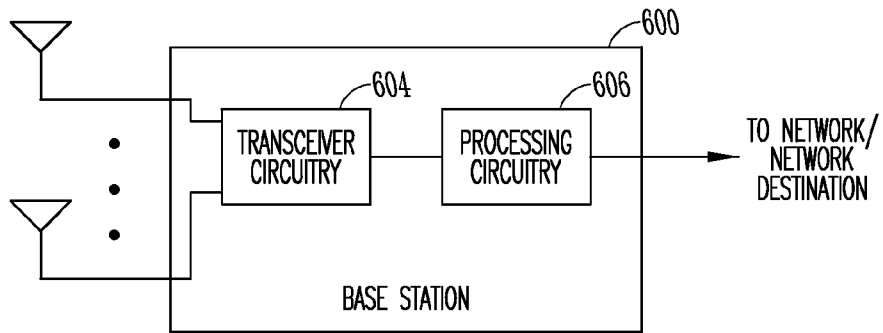 600
604
606
TRANSCEIVER
CIRCUITRY
PROCESSING
CIRCUITRY
TO NETWORK/
NETWORK
DESTINATION
BASE STATION